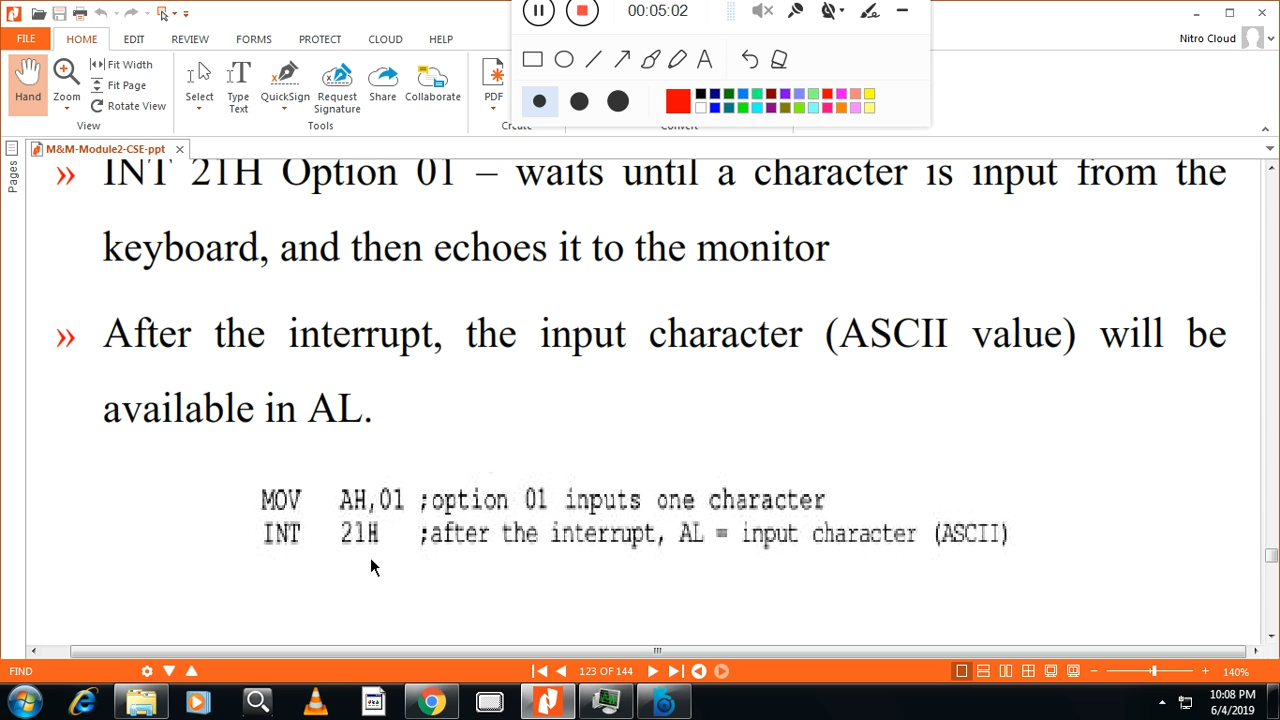 00:05:02
FILE HOME EDIT REVIEW FORMS PROTECT CLOUD HELP Nitro Cloud
Hand Zoom Fit Width Fit Page Rotate View Select Type Text QuickSign Request Signature Share Collaborate PDF
View Tools Create Convert
Pages M&M-Module2-CSE-ppt
» INT 21H Option 01 – waits until a character is input from the
keyboard, and then echoes it to the monitor
» After the interrupt, the input character (ASCII value) will be
available in AL.
MOV AH,01 ;option 01 inputs one character
INT 21H ;after the interrupt, AL = input character (ASCII)
FIND 123 OF 144 140%
10:08 PM
6/4/2019